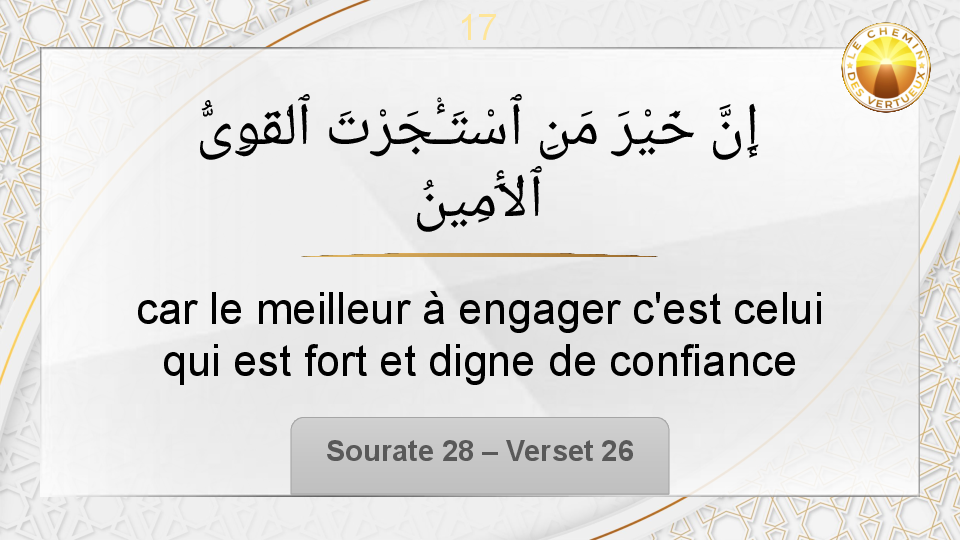 17
LE CHEMIN
DES VERTUEUX
إِنَّ خَيْرَ مَنِ ٱسْتَـْٔجَرْتَ ٱلْقَوِىُّ
ٱلْأَمِينُ
car le meilleur à engager c'est celui
qui est fort et digne de confiance
Sourate 28 – Verset 26